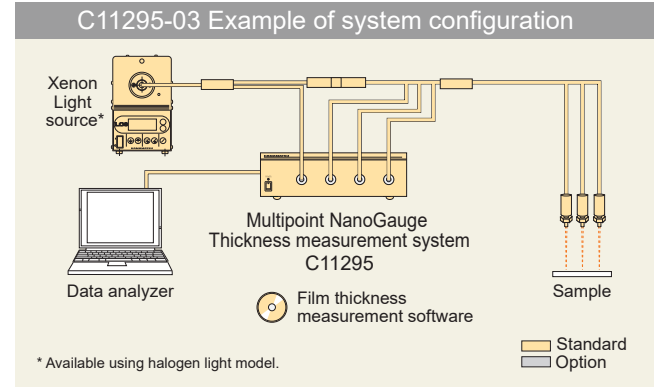 C11295-03 Example of system configuration
Xenon
Light
source*
Multipoint NanoGauge
Thickness measurement system
C11295
Data analyzer
Film thickness
measurement software
Sample
Standard
Option
* Available using halogen light model.